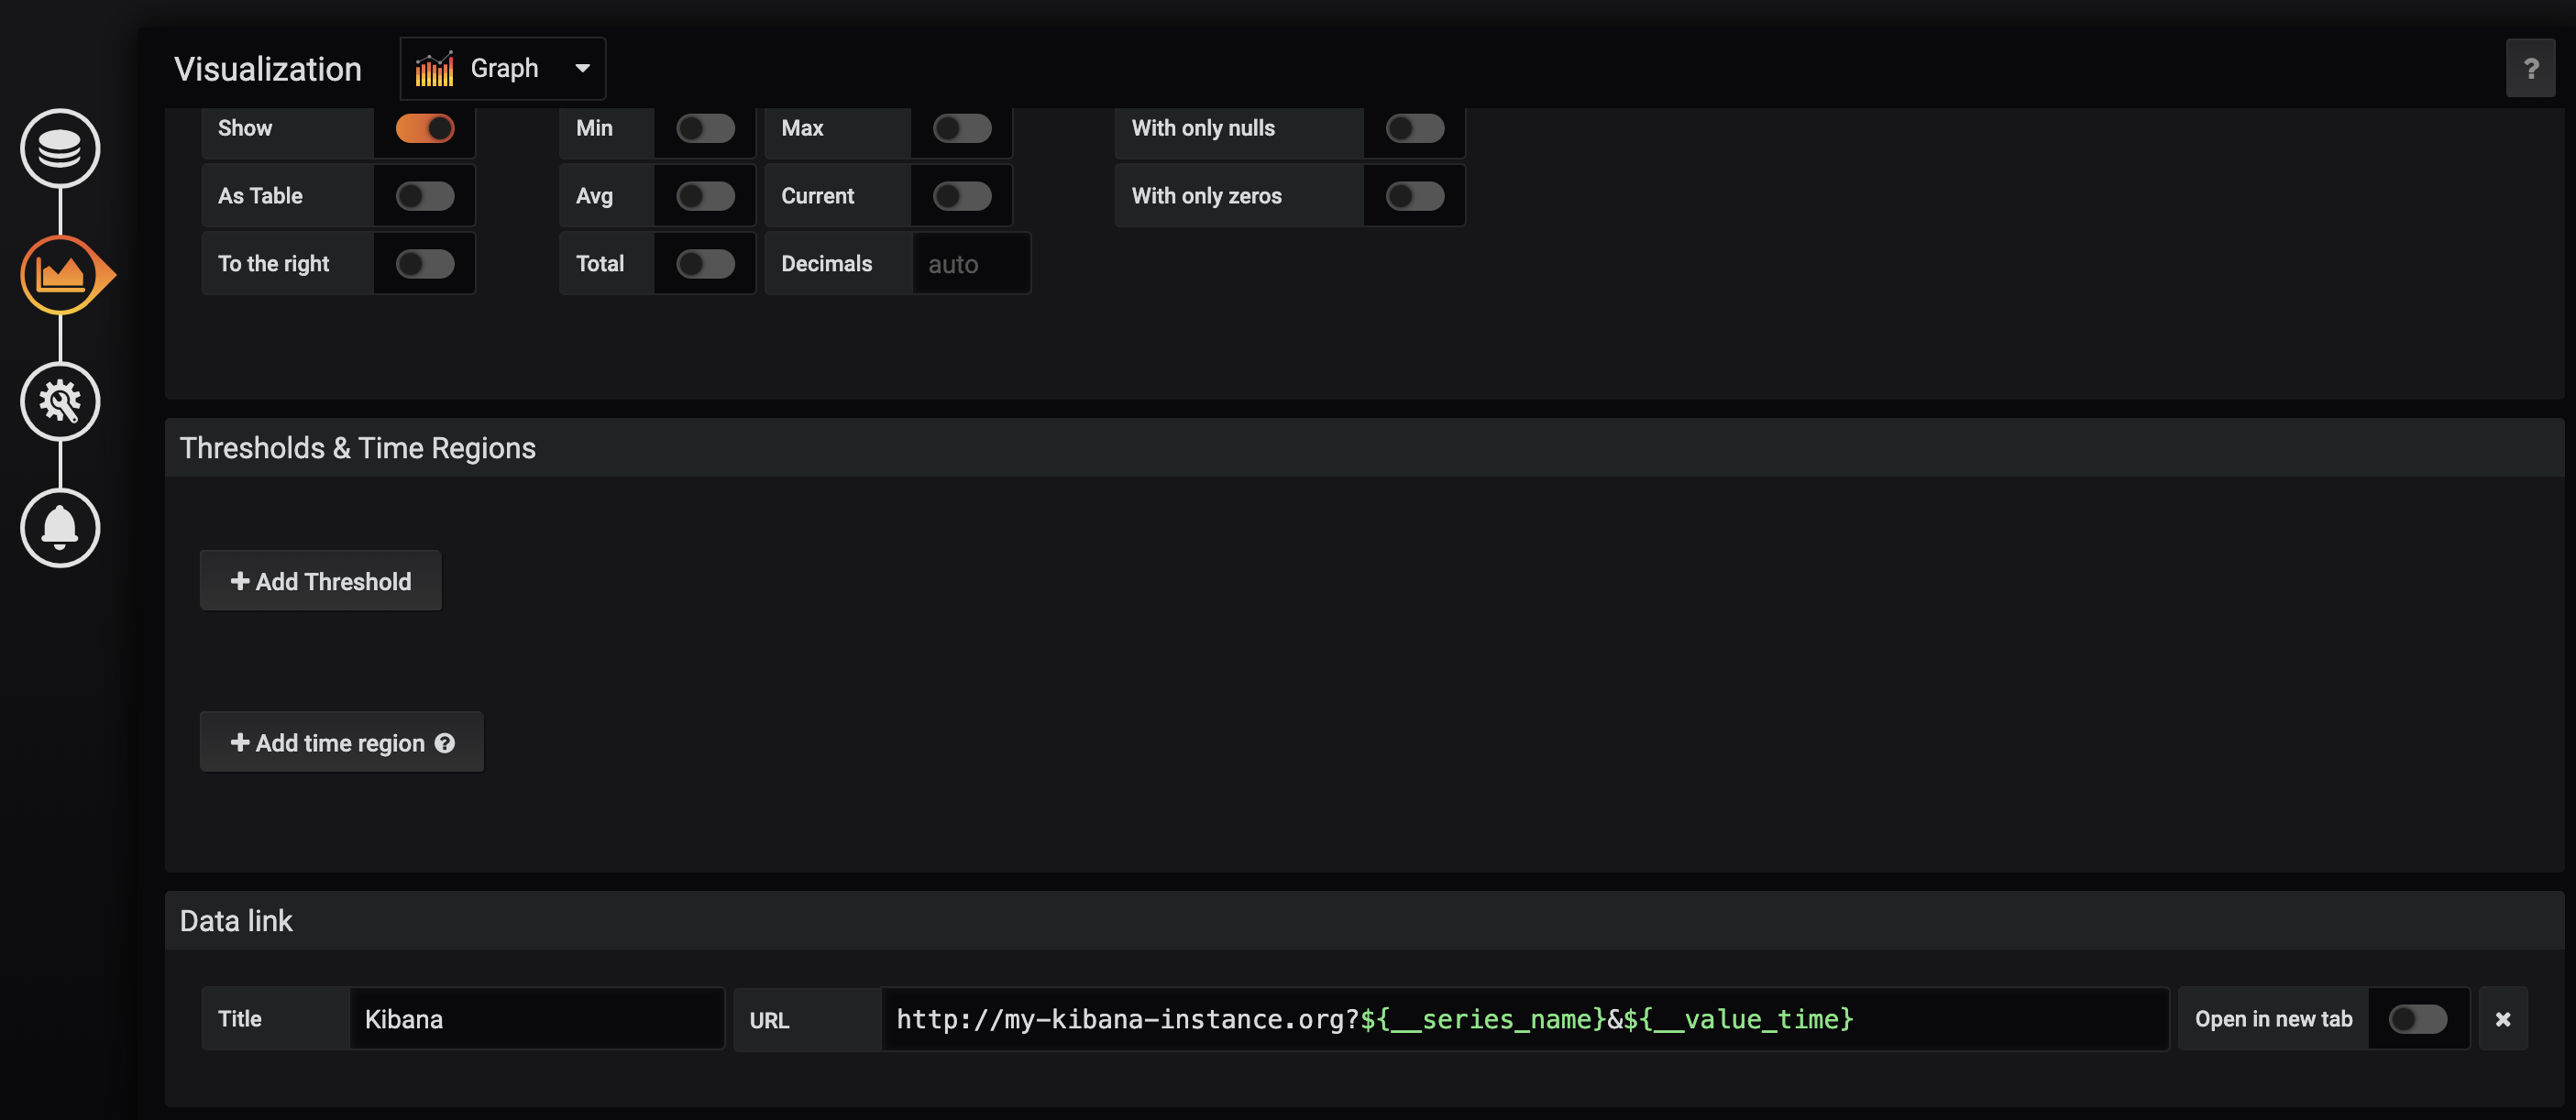 Visualization Graph ?
Show Min Max With only nulls
As Table Avg Current With only zeros
To the right Total Decimals auto
Thresholds & Time Regions
+ Add Threshold
+ Add time region ?
Data link
Title Kibana URL http://my-kibana-instance.org?${__series_name}&${__value_time} Open in new tab ×